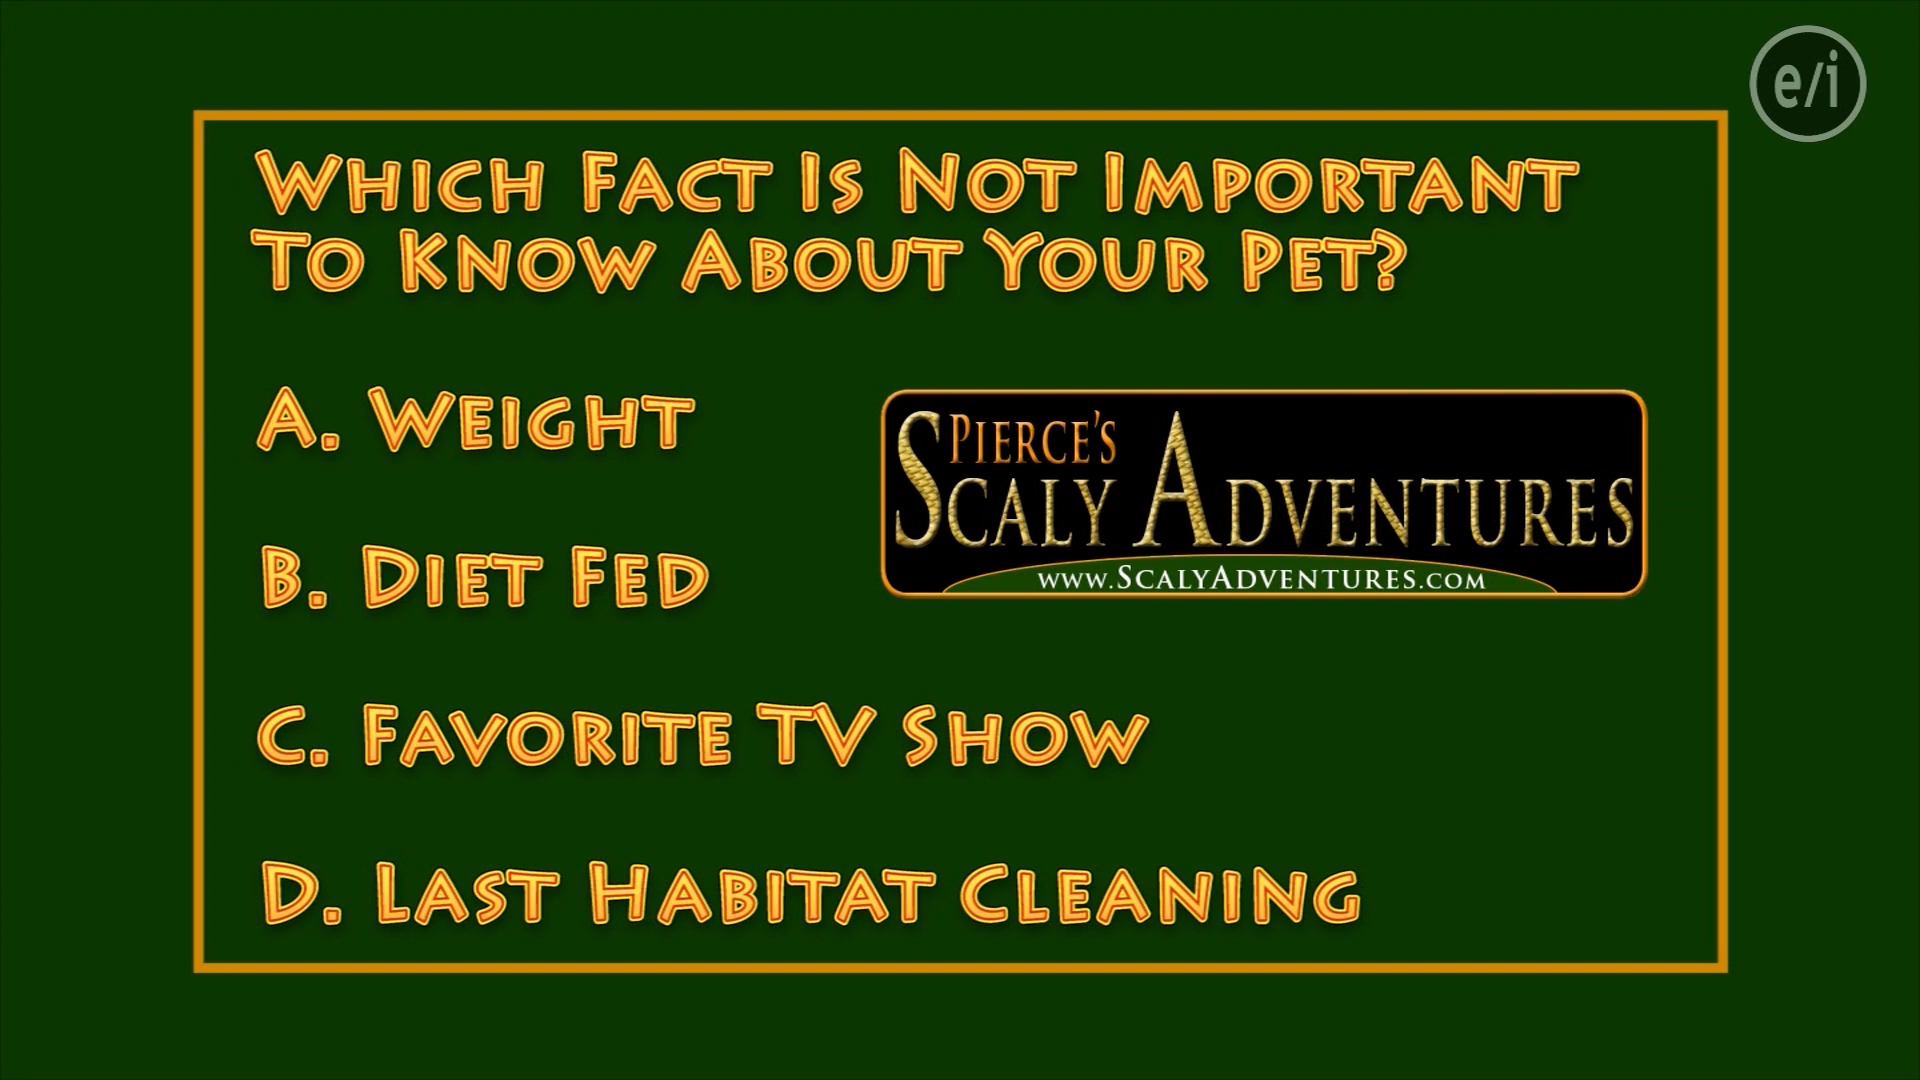 e/i
Which Fact Is Not Important
To Know About Your Pet?
A. Weight
Pierce's
Scaly Adventures
www.ScalyAdventures.com
B. Diet Fed
C. Favorite TV Show
D. Last Habitat Cleaning